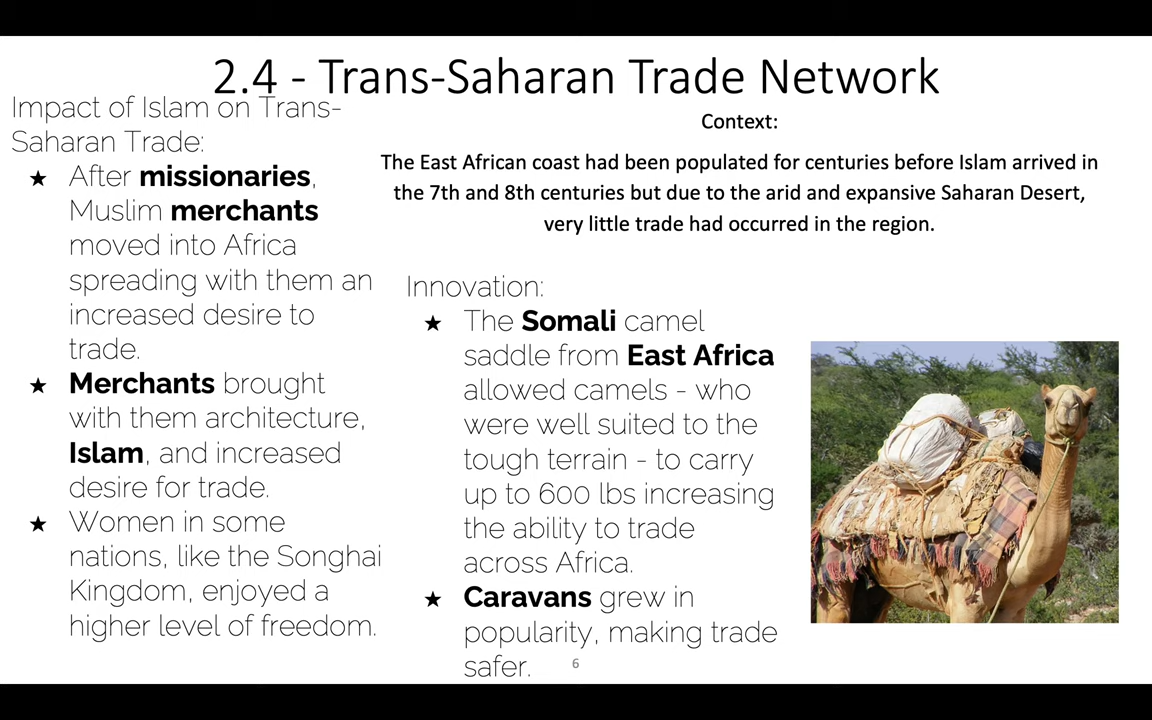 2.4 - Trans-Saharan Trade Network
Impact of Islam on Trans-
Saharan Trade:
★ After missionaries,
Muslim merchants
moved into Africa
spreading with them an
increased desire to
trade.
★ Merchants brought
with them architecture,
Islam, and increased
desire for trade.
★ Women in some
nations, like the Songhai
Kingdom, enjoyed a
higher level of freedom.
Context:
The East African coast had been populated for centuries before Islam arrived in
the 7th and 8th centuries but due to the arid and expansive Saharan Desert,
very little trade had occurred in the region.
Innovation:
★ The Somali camel
saddle from East Africa
allowed camels - who
were well suited to the
tough terrain - to carry
up to 600 lbs increasing
the ability to trade
across Africa.
★ Caravans grew in
popularity, making trade
safer.
6